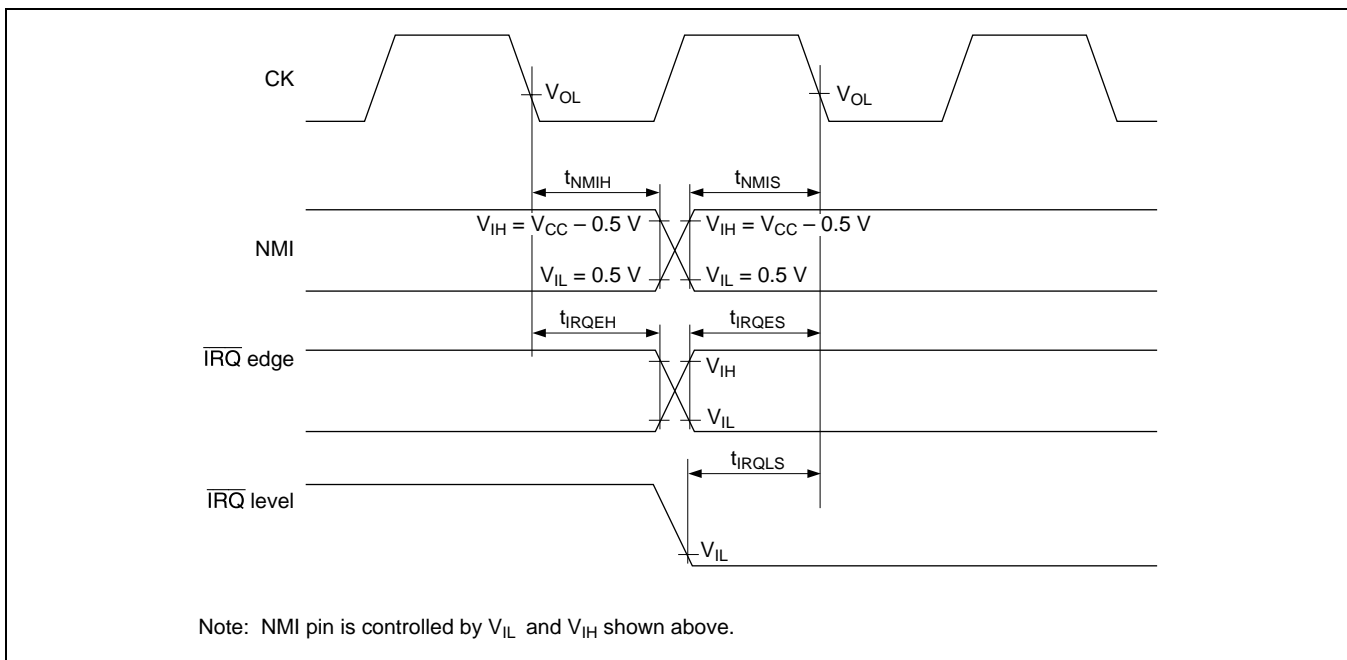 CK
V_OL
V_OL
t_NMIH
t_NMIS
V_IH = V_CC – 0.5 V
V_IH = V_CC – 0.5 V
NMI
V_IL = 0.5 V
V_IL = 0.5 V
t_IRQEH
t_IRQES
I̅R̅Q̅ edge
V_IH
V_IL
t_IRQLS
I̅R̅Q̅ level
V_IL
Note: NMI pin is controlled by V_IL and V_IH shown above.